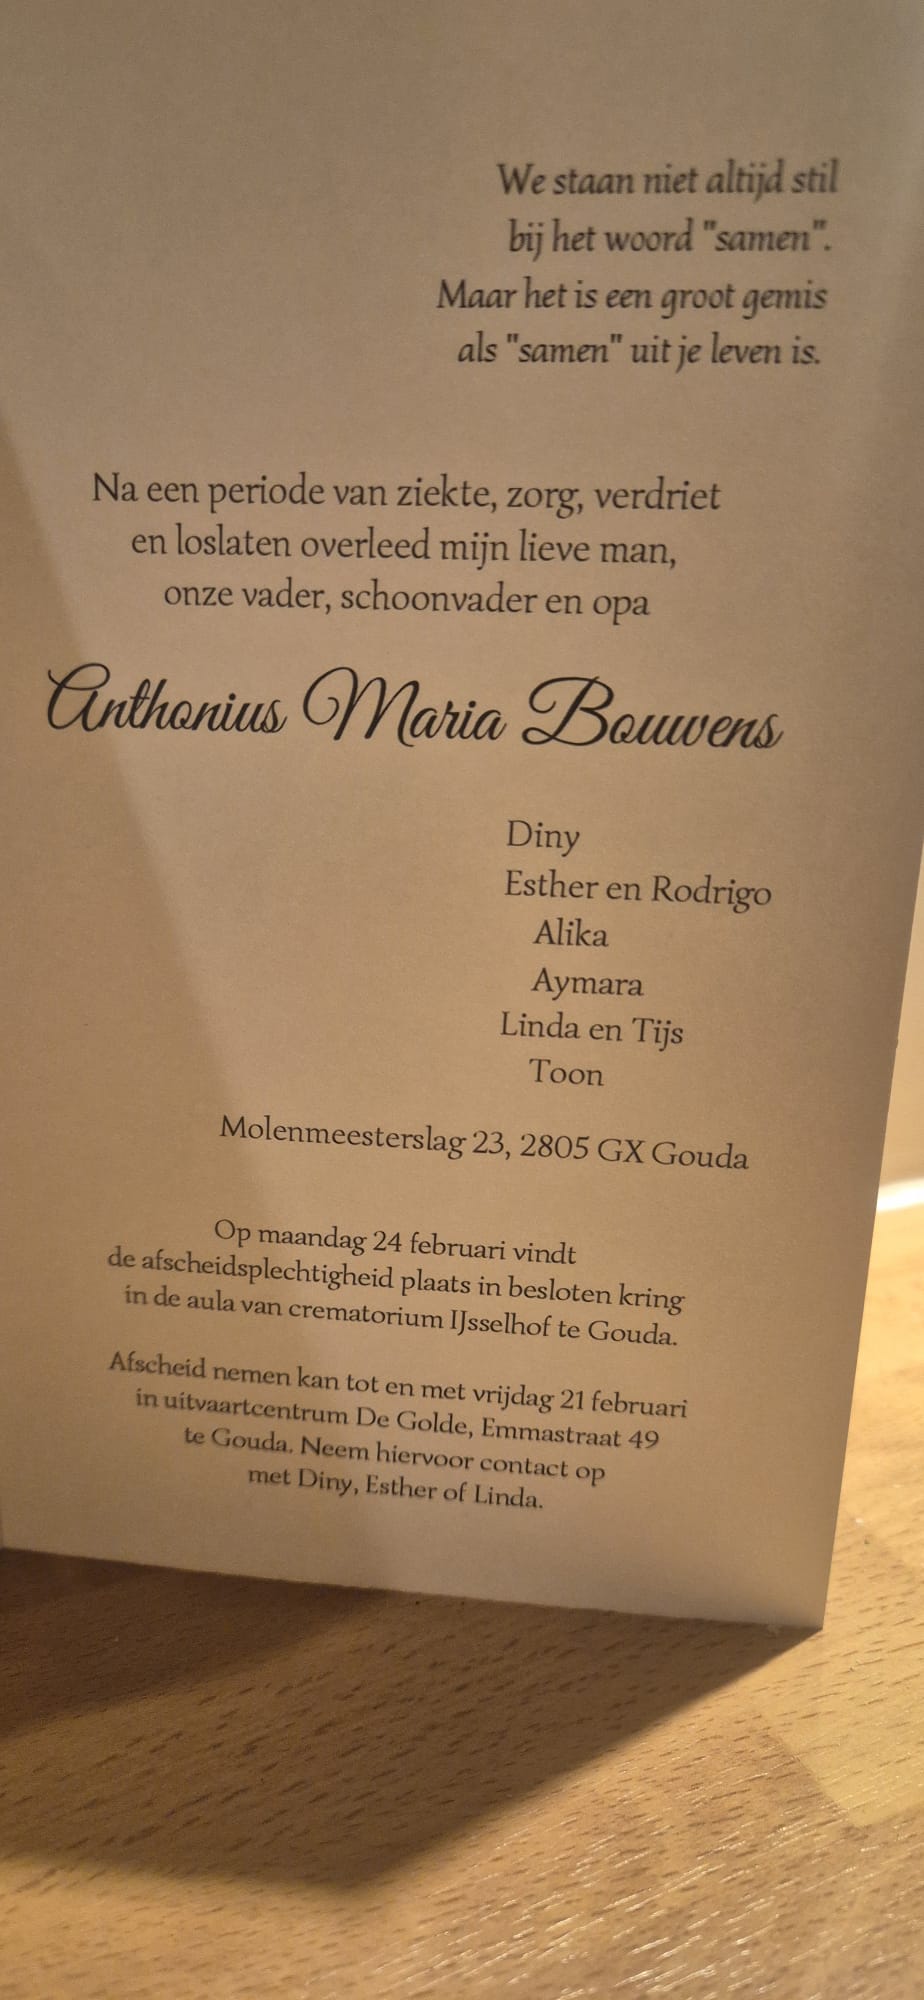 We staan niet altijd stil
bij het woord "samen".
Maar het is een groot gemis
als "samen" uit je leven is.
Na een periode van ziekte, zorg, verdriet
en loslaten overleed mijn lieve man,
onze vader, schoonvader en opa
Anthonius Maria Bouwens
Diny
Esther en Rodrigo
Alika
Aymara
Linda en Tijs
Toon
Molenmeesterslag 23, 2805 GX Gouda
Op maandag 24 februari vindt
de afscheidsplechtigheid plaats in besloten kring
in de aula van crematorium IJsselhof te Gouda.
Afscheid nemen kan tot en met vrijdag 21 februari
in uitvaartcentrum De Golde, Emmastraat 49
te Gouda. Neem hiervoor contact op
met Diny, Esther of Linda.